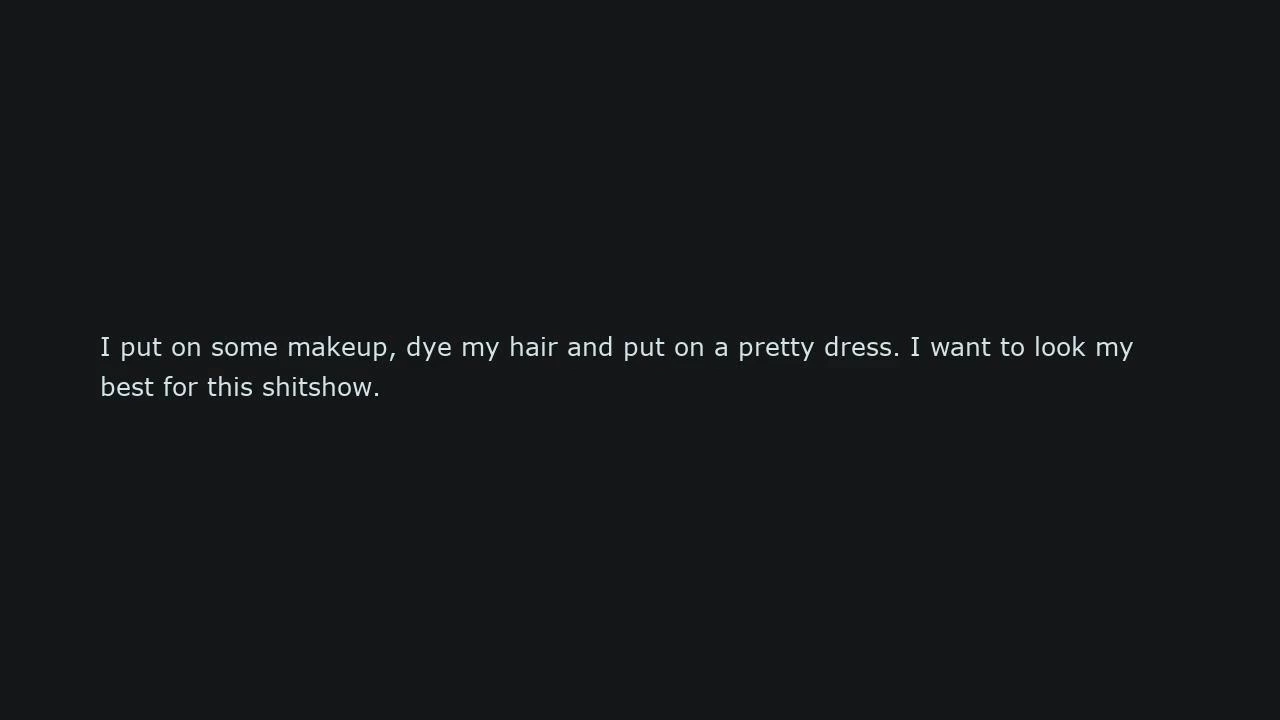 I put on some makeup, dye my hair and put on a pretty dress. I want to look my
best for this shitshow.